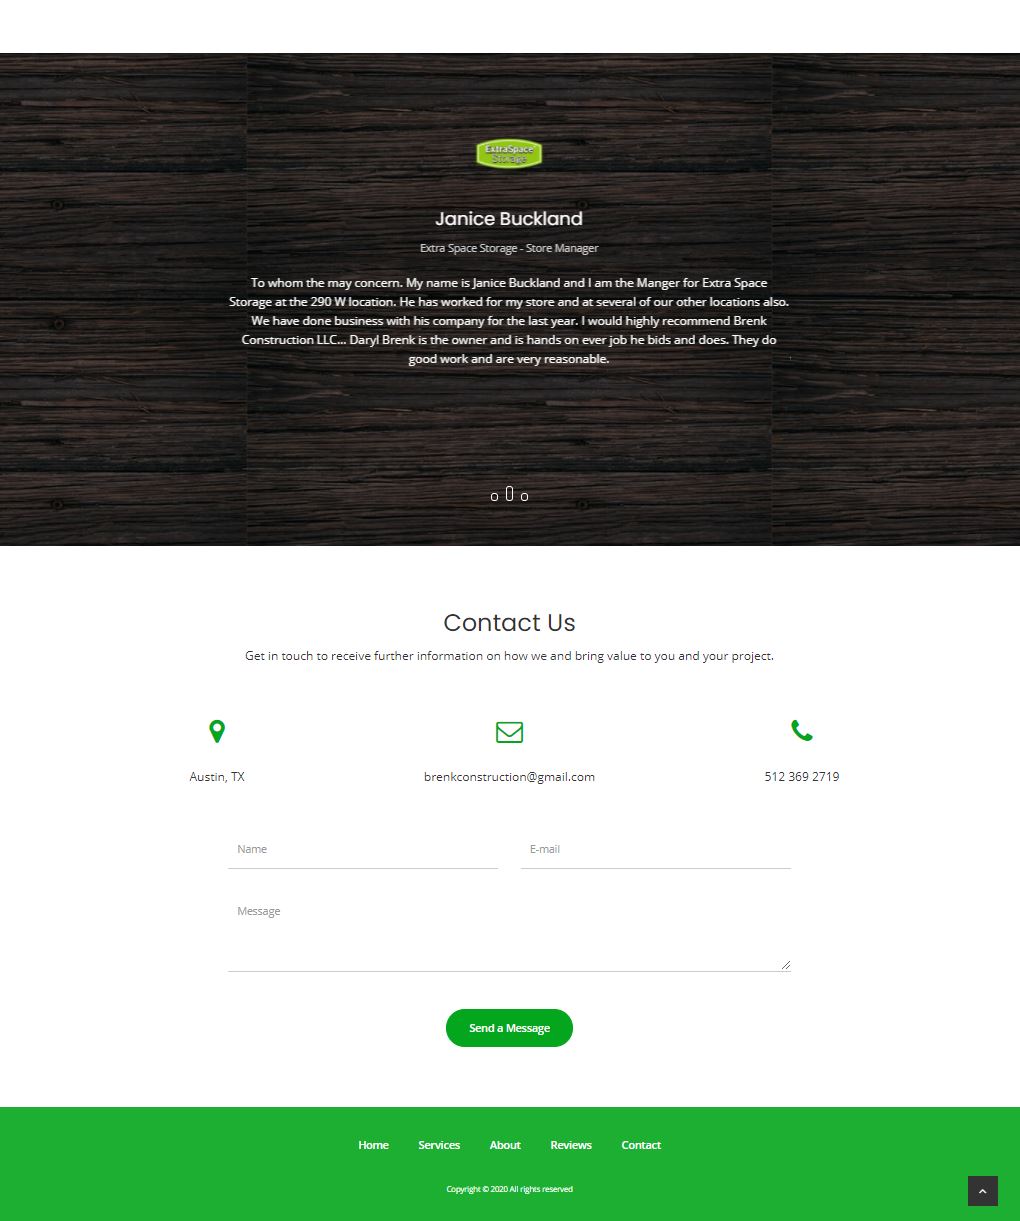 ExtraSpace
Storage
Janice Buckland
Extra Space Storage - Store Manager
To whom the may concern. My name is Janice Buckland and I am the Manger for Extra Space
Storage at the 290 W location. He has worked for my store and at several of our other locations also.
We have done business with his company for the last year. I would highly recommend Brenk
Construction LLC... Daryl Brenk is the owner and is hands on ever job he bids and does. They do
good work and are very reasonable.
Contact Us
Get in touch to receive further information on how we and bring value to you and your project.
Austin, TX
brenkconstruction@gmail.com
512 369 2719
Name
E-mail
Message
Send a Message
Home Services About Reviews Contact
Copyright © 2020 All rights reserved